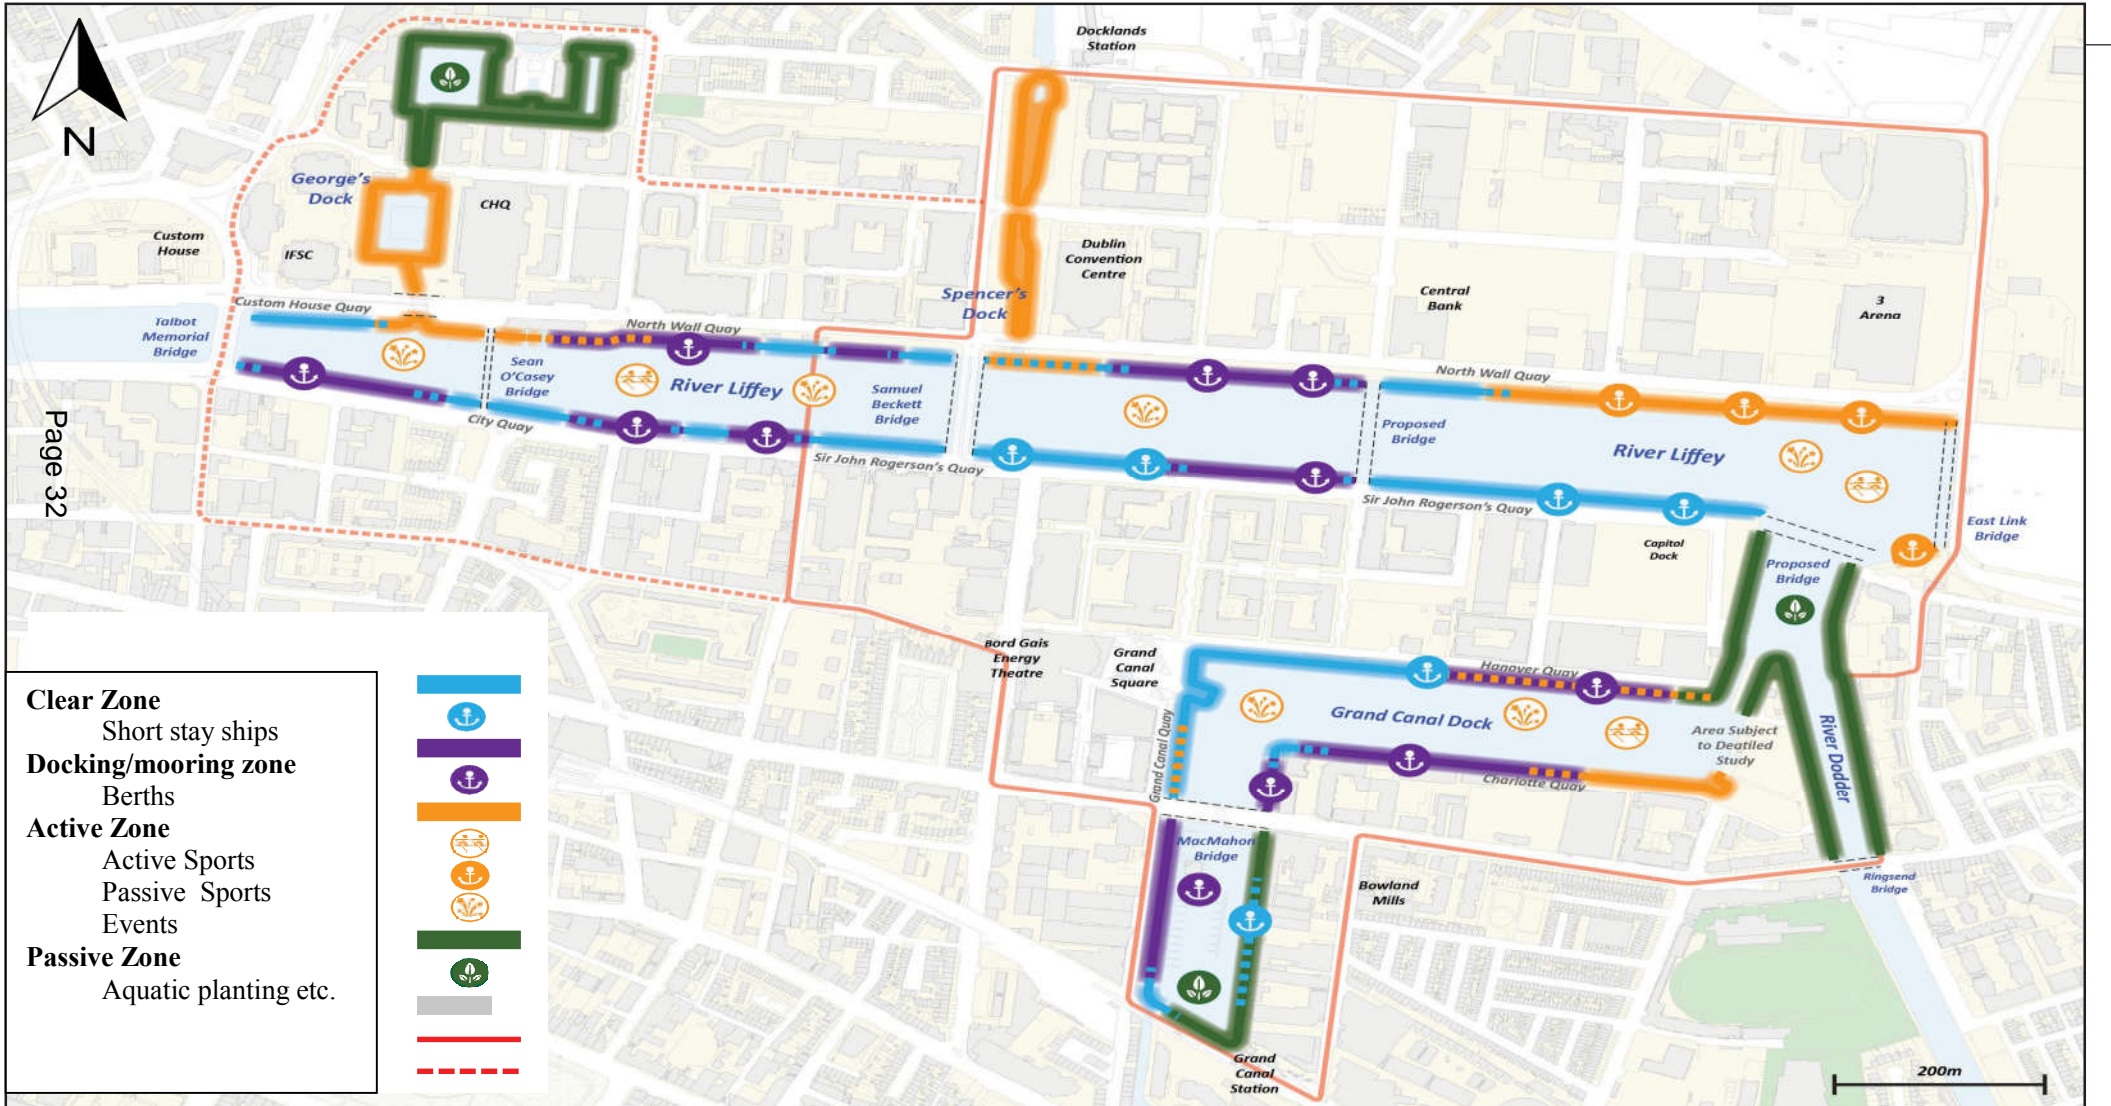 N
Docklands
Station
George's
Dock
CHQ
Custom
House
IFSC
Dublin
Convention
Centre
Spencer's
Dock
Central
Bank
3
Arena
Custom House Quay
Talbot
Memorial
Bridge
North Wall Quay
Sean
O'Casey
Bridge
River Liffey
Samuel
Beckett
Bridge
North Wall Quay
Proposed
Bridge
River Liffey
City Quay
Sir John Rogerson's Quay
Sir John Rogerson's Quay
Page 32
East Link
Bridge
Capitol
Dock
Proposed
Bridge
Bord Gais
Energy
Theatre
Grand
Canal
Square
Hanover Quay
Grand Canal Dock
Grand Canal Quay
Area Subject
to Deatiled
Study
River Dodder
Charlotte Quay
MacMahon
Bridge
Bowland
Mills
Ringsend
Bridge
Grand
Canal
Station
200m
Clear Zone
Short stay ships
Docking/mooring zone
Berths
Active Zone
Active Sports
Passive Sports
Events
Passive Zone
Aquatic planting etc.